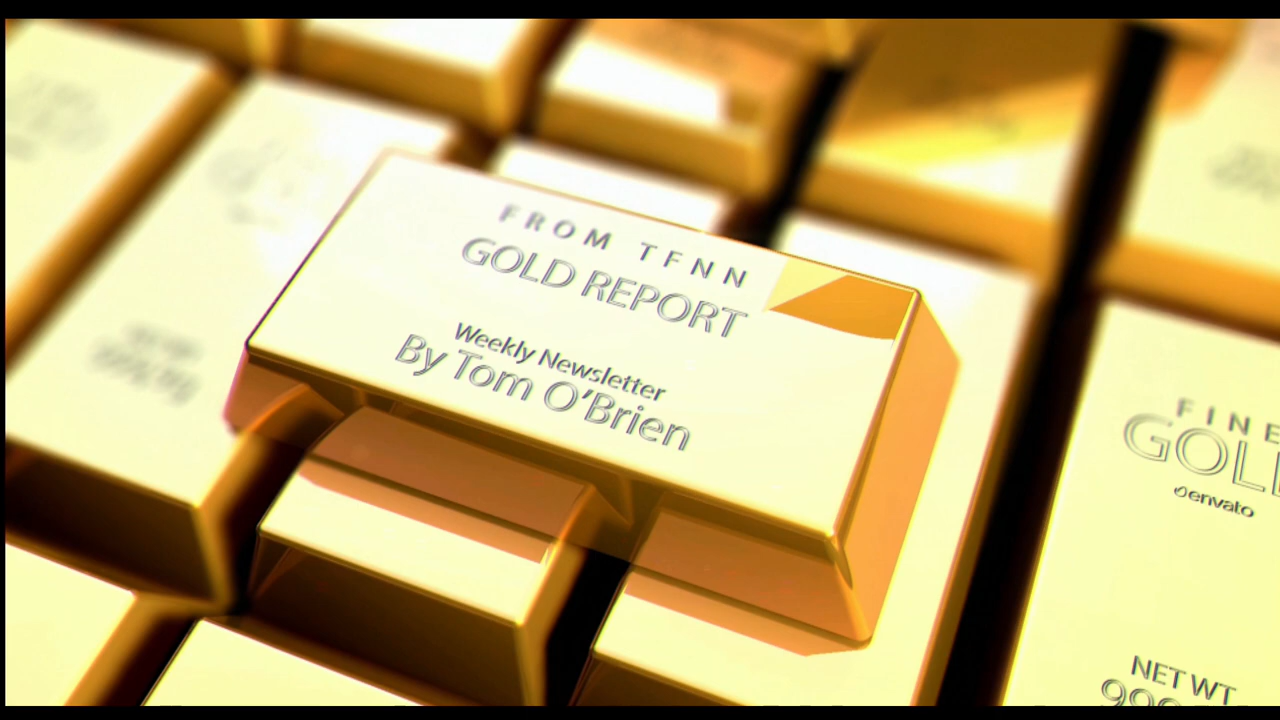 FROM TFNN
GOLD REPORT
Weekly Newsletter
By Tom O'Brien
FINE
GOL
envato
NET WT